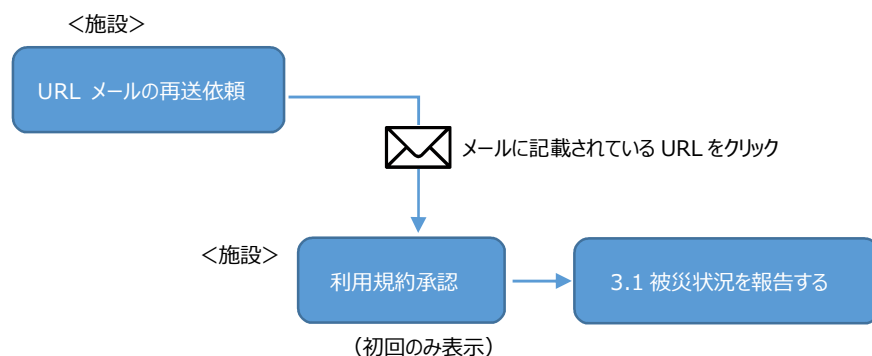 ＜施設＞
URL メールの再送依頼
メールに記載されている URL をクリック
＜施設＞
利用規約承認
3.1 被災状況を報告する
（初回のみ表示）